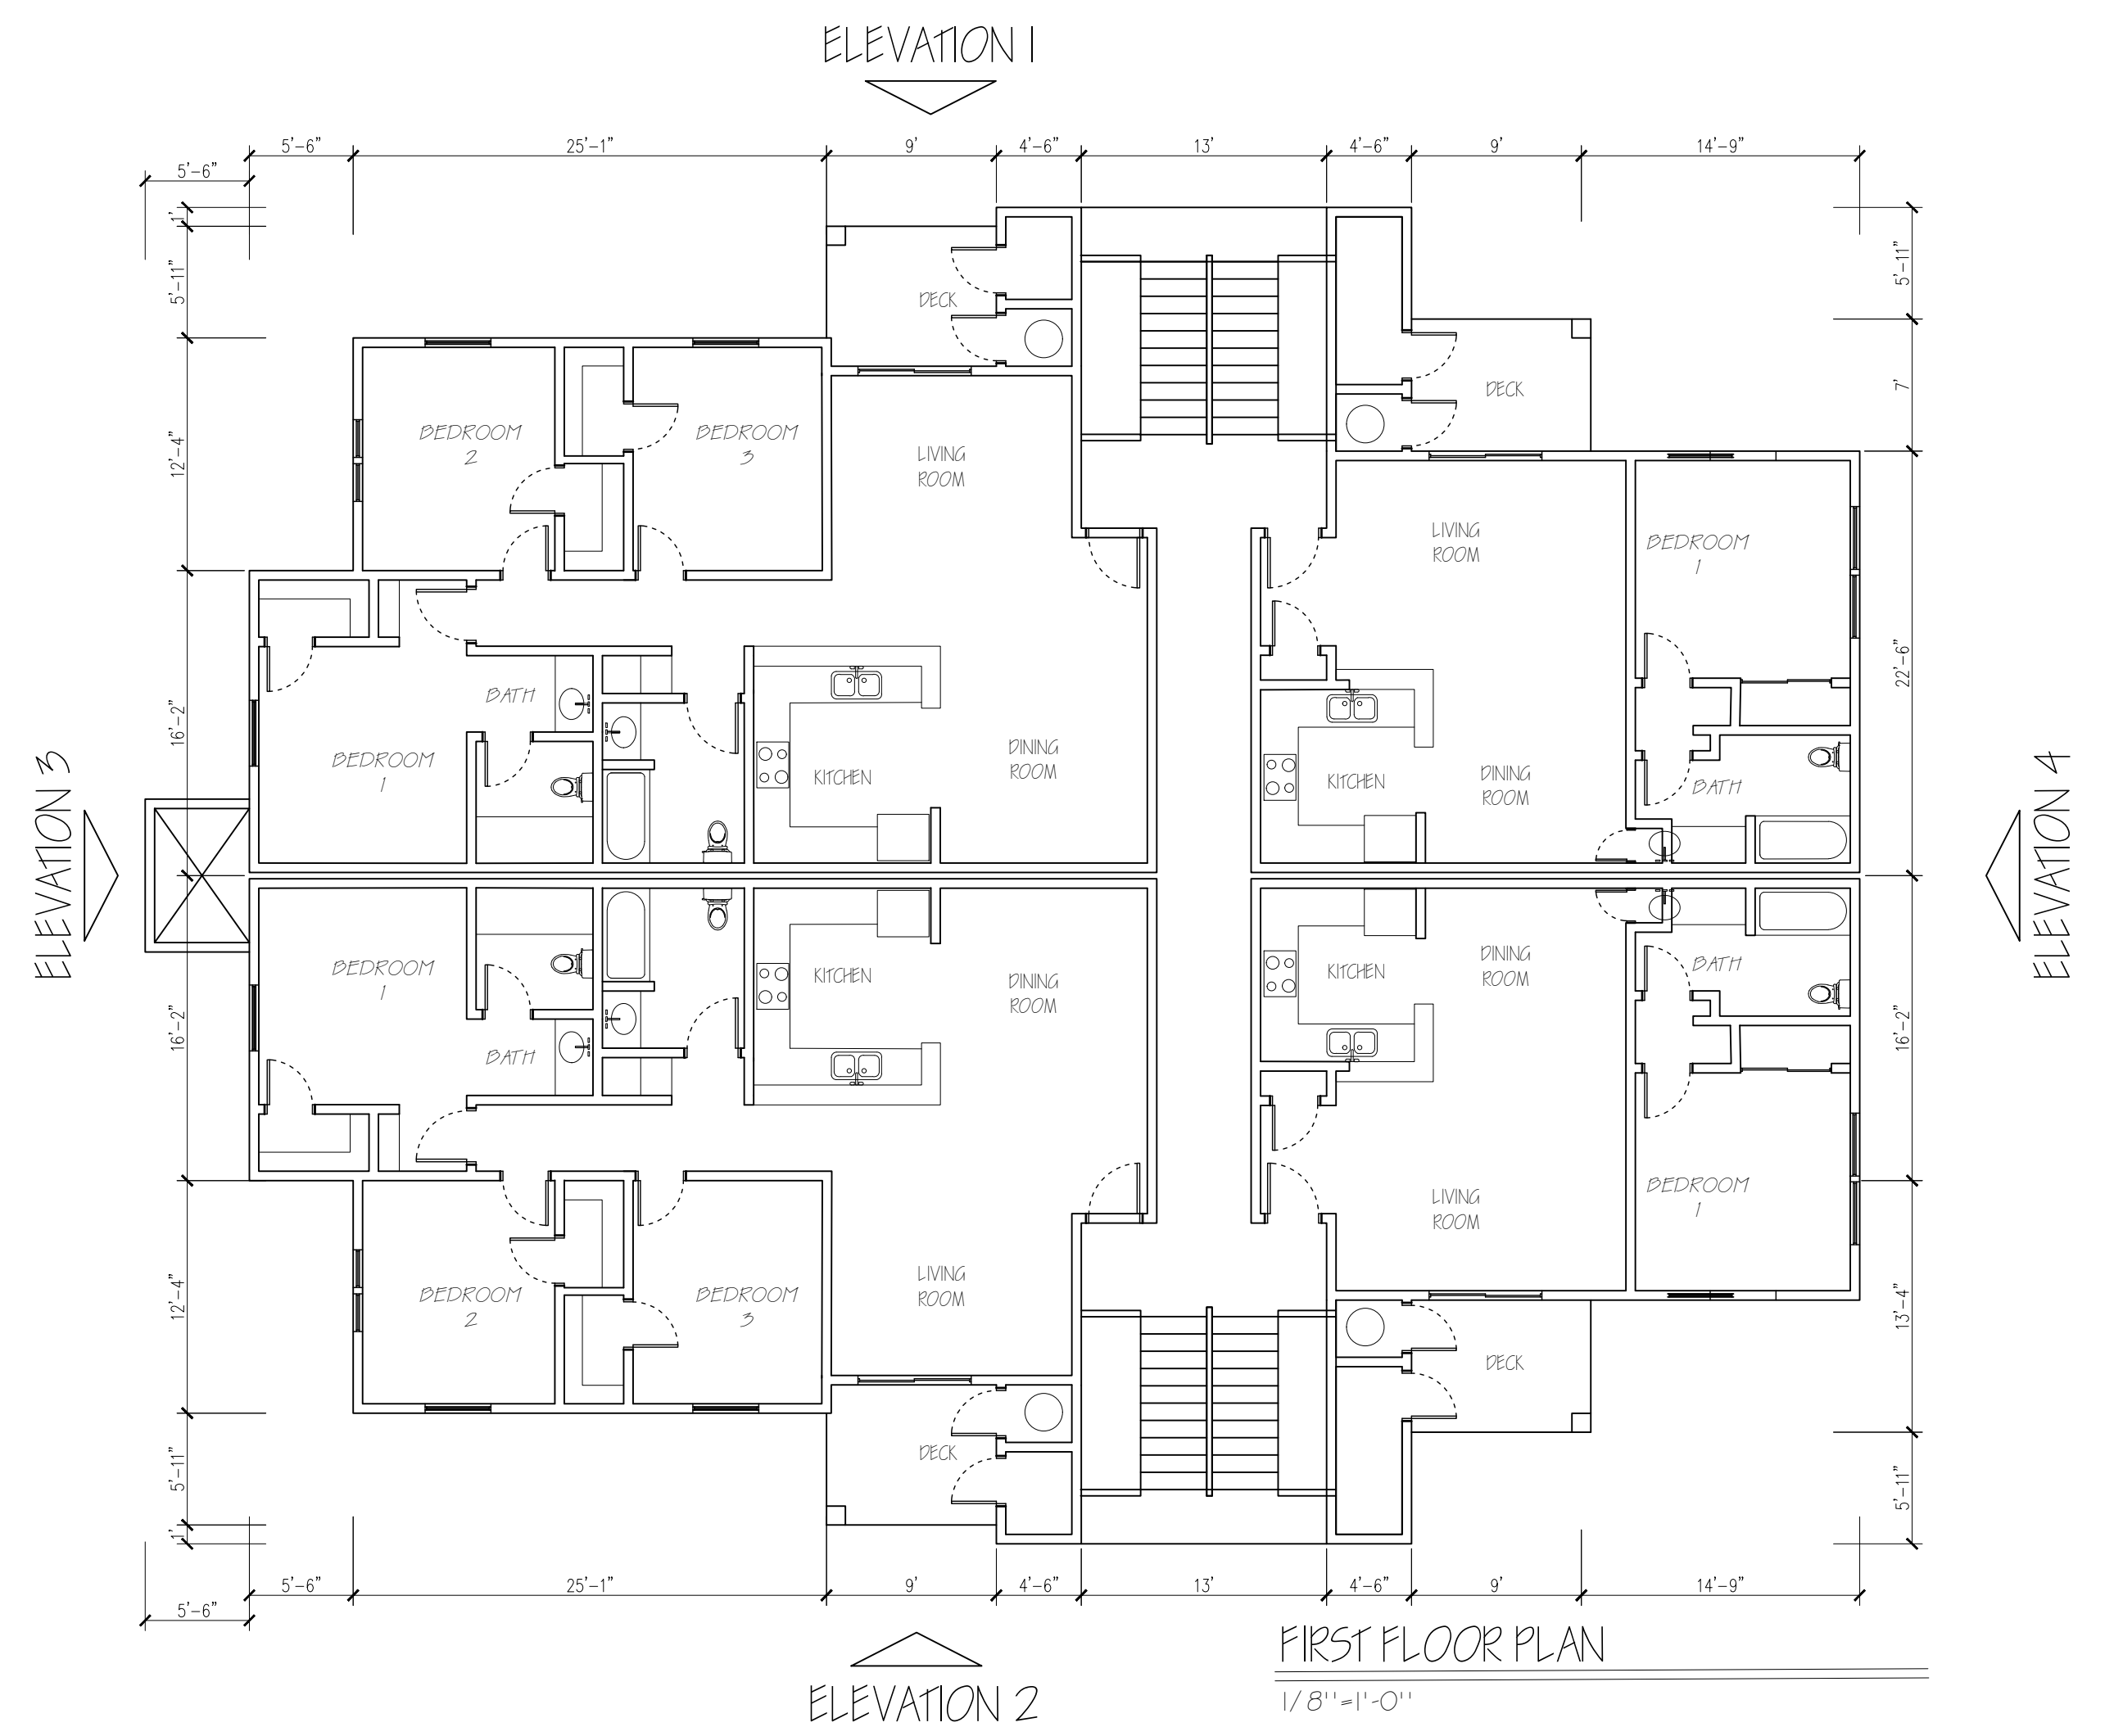 ELEVATION 1
5'-6" 25'-1" 9' 4'-6" 13' 4'-6" 9' 14'-9"
5'-6"
1'
5'-11"
5'-11"
DECK
DECK
7'
12'-4"
BEDROOM
2
BEDROOM
3
LIVING
ROOM
LIVING
ROOM
BEDROOM
1
22'-6"
16'-2"
BATH
BEDROOM
1
KITCHEN
DINING
ROOM
KITCHEN
DINING
ROOM
BATH
ELEVATION 3
ELEVATION 4
BEDROOM
1
KITCHEN
DINING
ROOM
KITCHEN
DINING
ROOM
BATH
16'-2"
BATH
16'-2"
BEDROOM
1
LIVING
ROOM
12'-4"
BEDROOM
2
BEDROOM
3
LIVING
ROOM
13'-4"
DECK
DECK
5'-11"
5'-11"
1'
5'-6" 25'-1" 9' 4'-6" 13' 4'-6" 9' 14'-9"
5'-6"
FIRST FLOOR PLAN
1/8"=1'-0"
ELEVATION 2